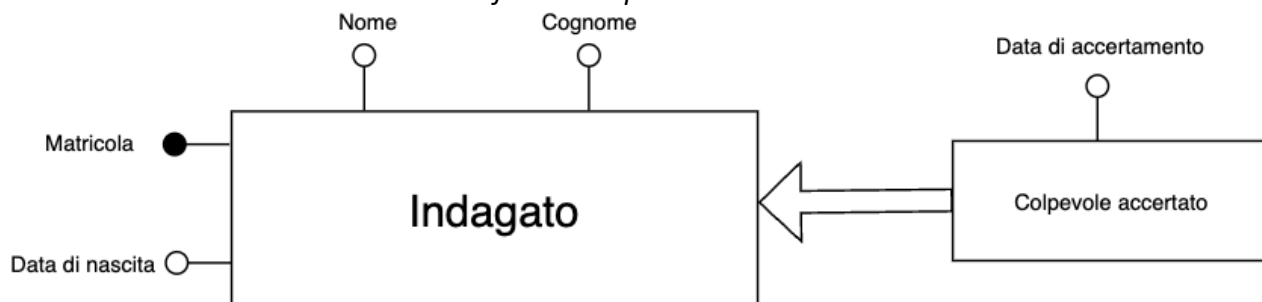 Nome
Cognome
Data di accertamento
Matricola
Indagato
Colpevole accertato
Data di nascita